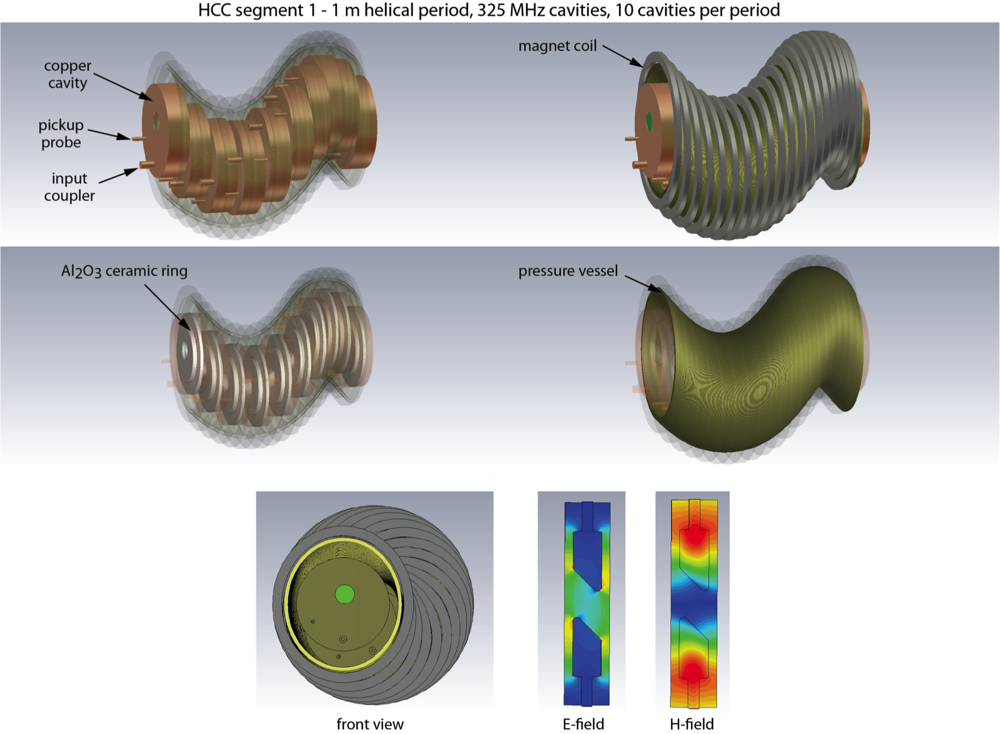 HCC segment 1 - 1 m helical period, 325 MHz cavities, 10 cavities per period
copper
cavity
pickup
probe
input
coupler
magnet coil
Al2O3 ceramic ring
pressure vessel
front view
E-field
H-field